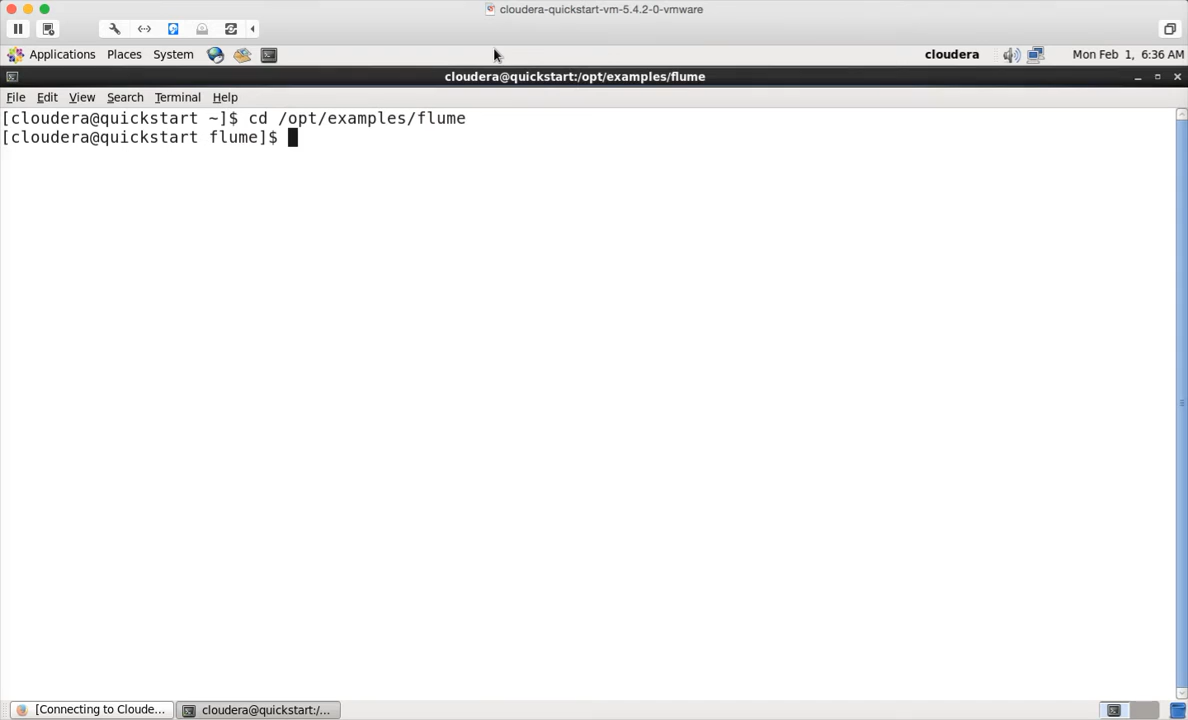 cloudera-quickstart-vm-5.4.2-0-vmware
Applications Places System cloudera Mon Feb 1, 6:36 AM
cloudera@quickstart:/opt/examples/flume
File Edit View Search Terminal Help
[cloudera@quickstart ~]$ cd /opt/examples/flume
[cloudera@quickstart flume]$
[Connecting to Cloude... cloudera@quickstart:/...